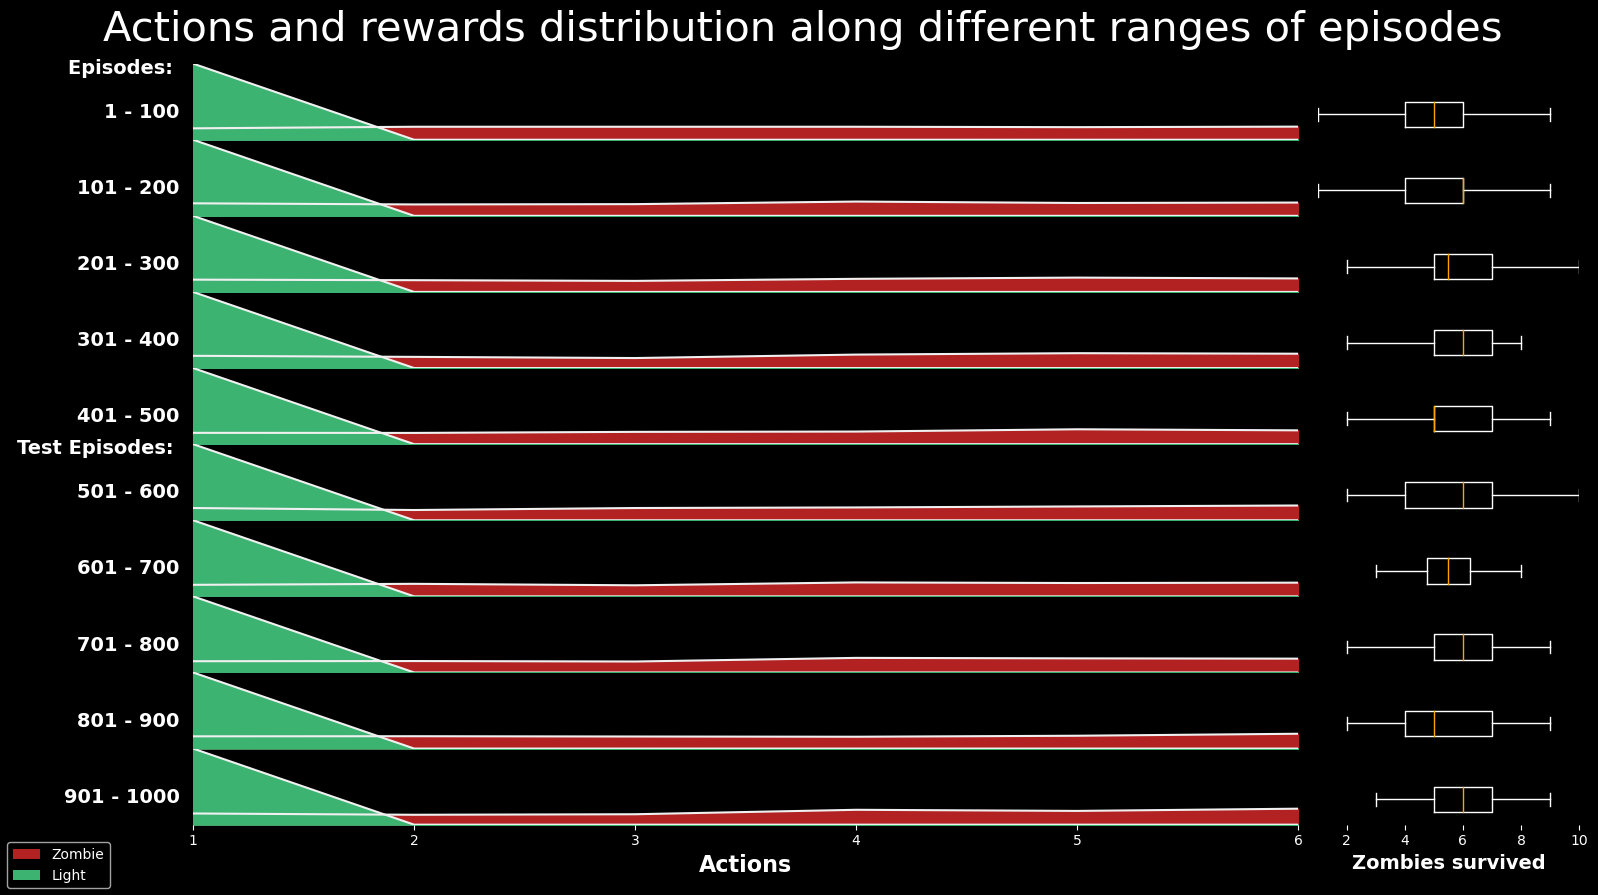 Actions and rewards distribution along different ranges of episodes
Episodes:
1 - 100
101 - 200
201 - 300
301 - 400
401 - 500
Test Episodes:
501 - 600
601 - 700
701 - 800
801 - 900
901 - 1000
1 2 3 4 5 6
2 4 6 8 10
Actions
Zombies survived
Zombie
Light